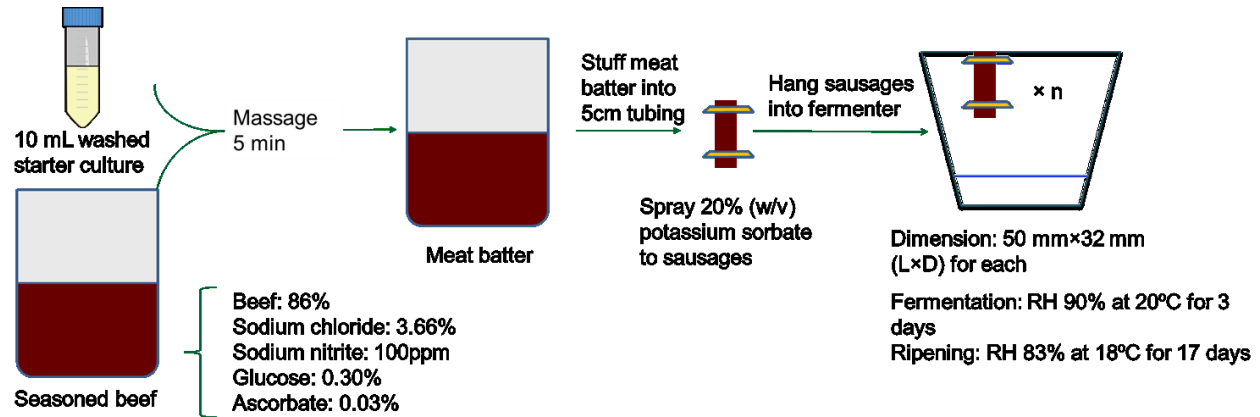 10 mL washed
starter culture
Massage
5 min
Seasoned beef
Beef: 86%
Sodium chloride: 3.66%
Sodium nitrite: 100ppm
Glucose: 0.30%
Ascorbate: 0.03%
Meat batter
Stuff meat
batter into
5cm tubing
Spray 20% (w/v)
potassium sorbate
to sausages
Hang sausages
into fermenter
× n
Dimension: 50 mm×32 mm
(L×D) for each
Fermentation: RH 90% at 20ºC for 3
days
Ripening: RH 83% at 18ºC for 17 days